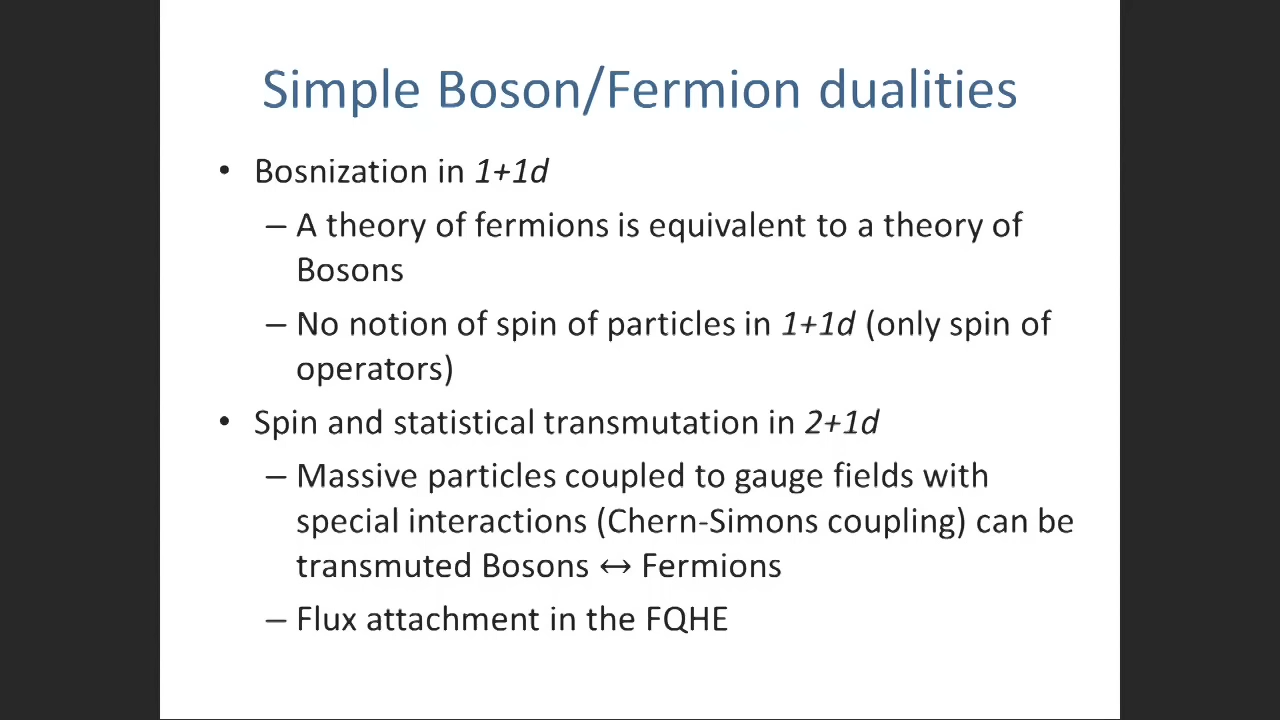 Simple Boson/Fermion dualities
• Bosnization in 1+1d
– A theory of fermions is equivalent to a theory of
Bosons
– No notion of spin of particles in 1+1d (only spin of
operators)
• Spin and statistical transmutation in 2+1d
– Massive particles coupled to gauge fields with
special interactions (Chern-Simons coupling) can be
transmuted Bosons ↔ Fermions
– Flux attachment in the FQHE